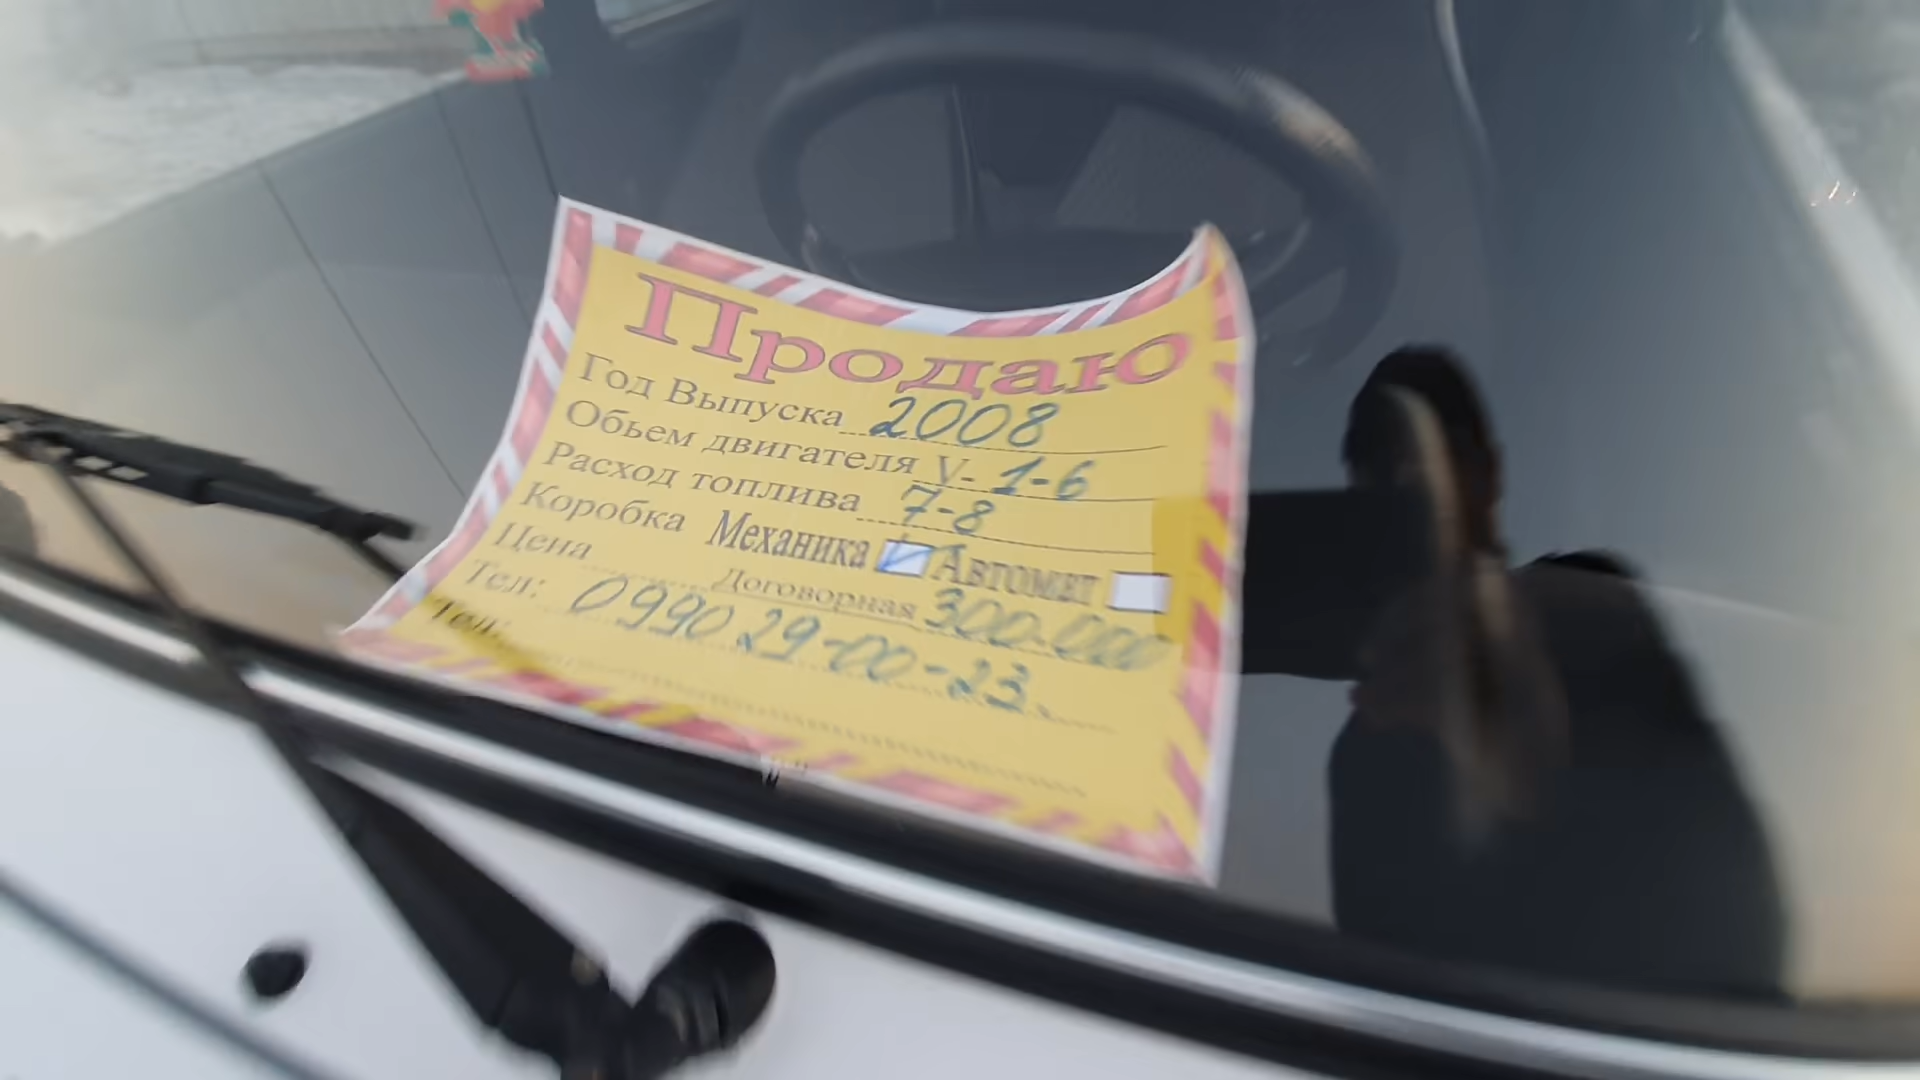 Продаю
Год Выпуска 2008
Обьем двигателя V- 1-6
Расход топлива 7-8
Коробка Механика Автомат
Цена Договорная 300-000
Тел: 0990 29-00-23.
Тел: